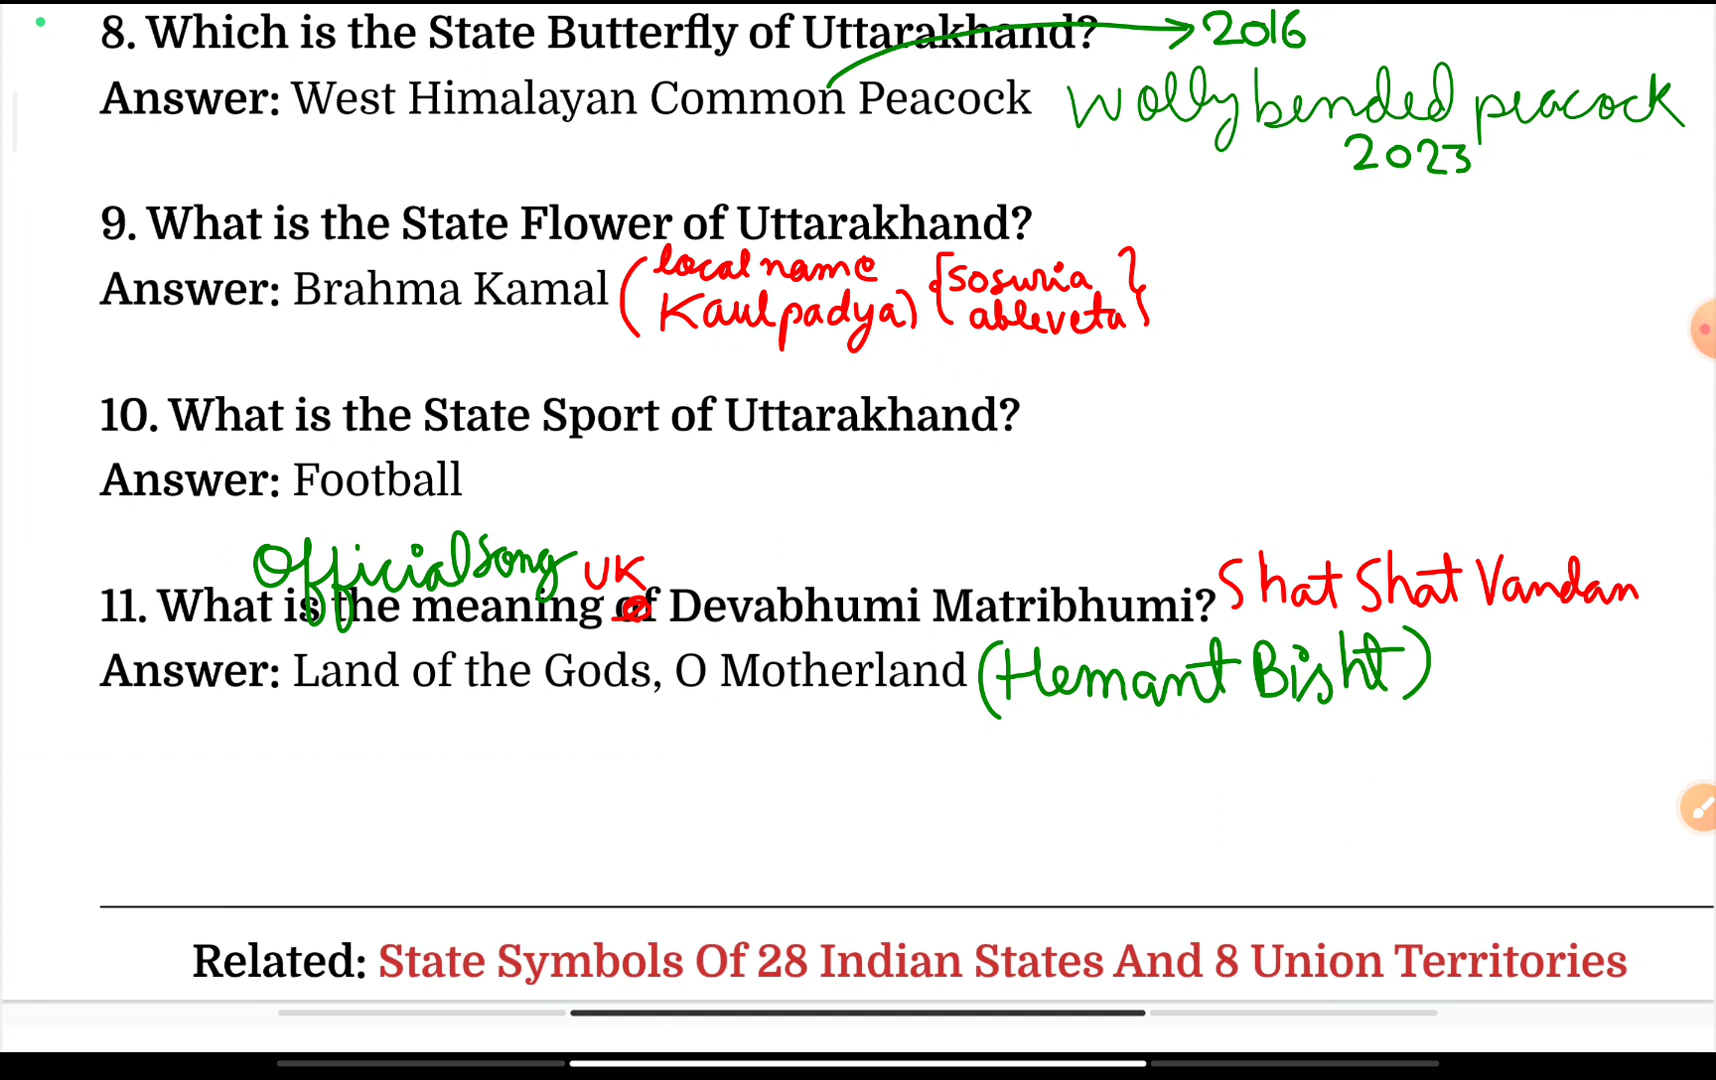 8. Which is the State Butterfly of Uttarakhand? 2016
Answer: West Himalayan Common Peacock Wolly bended peacock
2023
9. What is the State Flower of Uttarakhand?
Answer: Brahma Kamal (local name Kaulpadya) {sosuria ableveta}
10. What is the State Sport of Uttarakhand?
Answer: Football
Official song UK
11. What is the meaning of Devabhumi Matribhumi? Shat Shat Vandan
Answer: Land of the Gods, O Motherland (Hemant Bisht)
Related: State Symbols Of 28 Indian States And 8 Union Territories